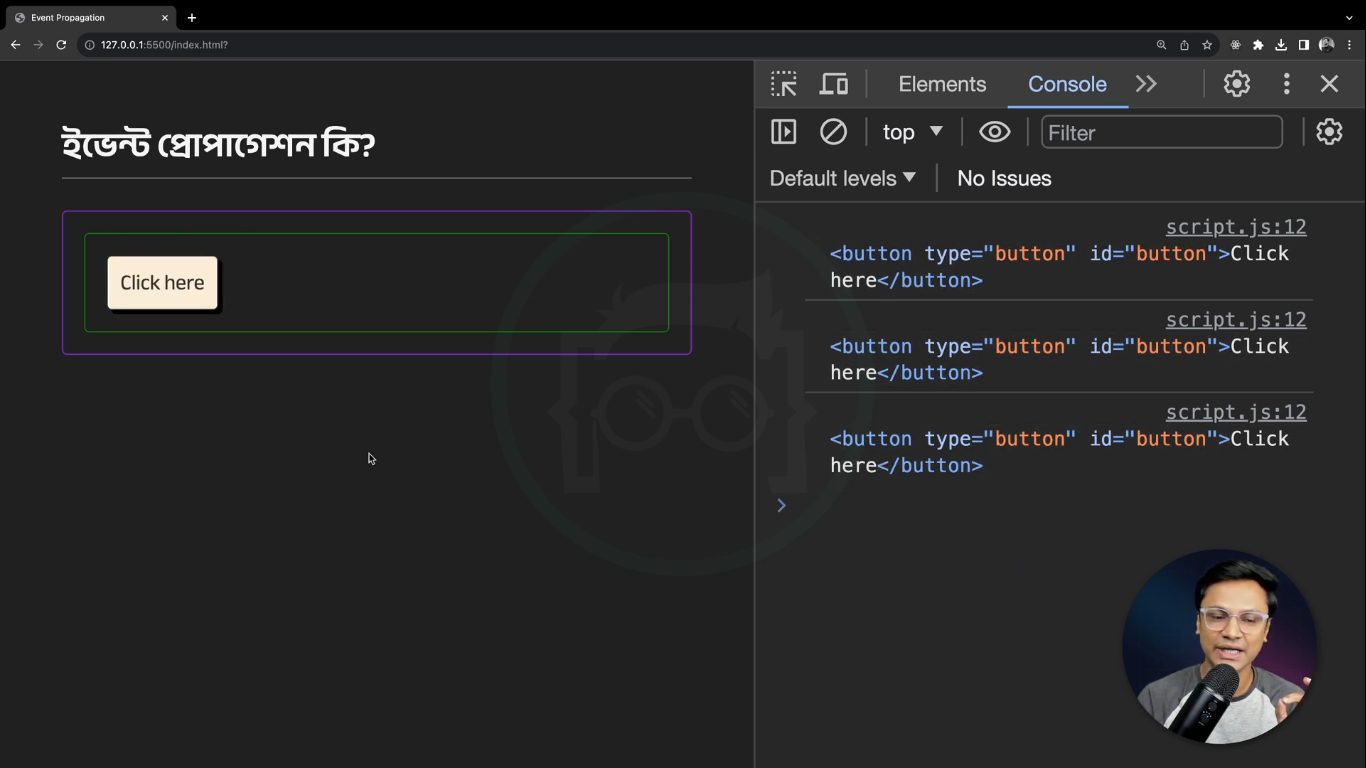 Event Propagation
127.0.0.1:5500/index.html?
ইভেন্ট প্রোপাগেশন কি?
Click here
Elements
Console
top
Filter
Default levels
No Issues
script.js:12
<button type="button" id="button">Click
here</button>
script.js:12
<button type="button" id="button">Click
here</button>
script.js:12
<button type="button" id="button">Click
here</button>